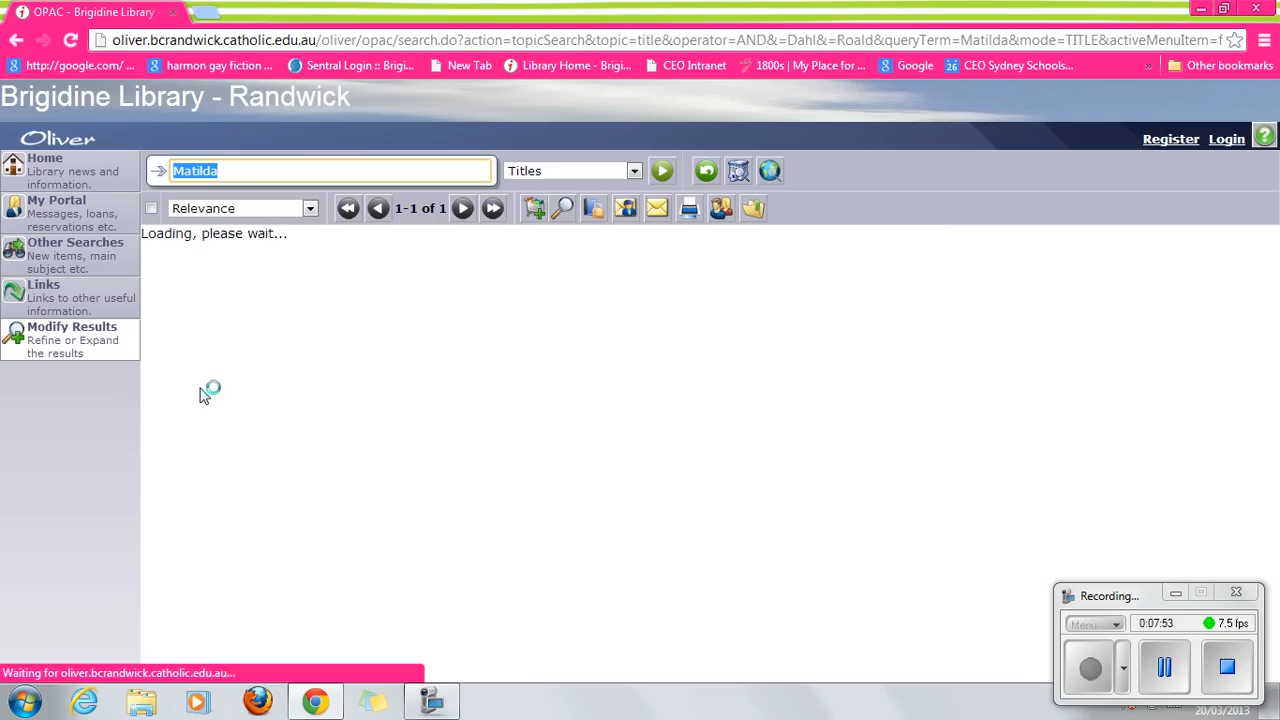 OPAC - Brigidine Library -
oliver.bcrandwick.catholic.edu.au/oliver/opac/search.do?action=topicSearch&topic=title&operator=AND&=Dahl&=Roald&queryTerm=Matilda&mode=TITLE&activeMenuItem=f
http://google.com/ ... harmon gay fiction ... Sentral Login :: Brigi... New Tab Library Home - Brigi... CEO Intranet 1800s | My Place for ... Google CEO Sydney Schools... » Other bookmarks
Brigidine Library - Randwick
Oliver
Register Login
Home
Library news and
information.
Matilda
Titles
My Portal
Messages, loans,
reservations etc.
Relevance
1-1 of 1
Other Searches
New items, main
subject etc.
Loading, please wait...
Links
Links to other useful
information.
Modify Results
Refine or Expand
the results
Recording...
Menu
0:07:53
7.5 fps
Waiting for oliver.bcrandwick.catholic.edu.au...
20/03/2013